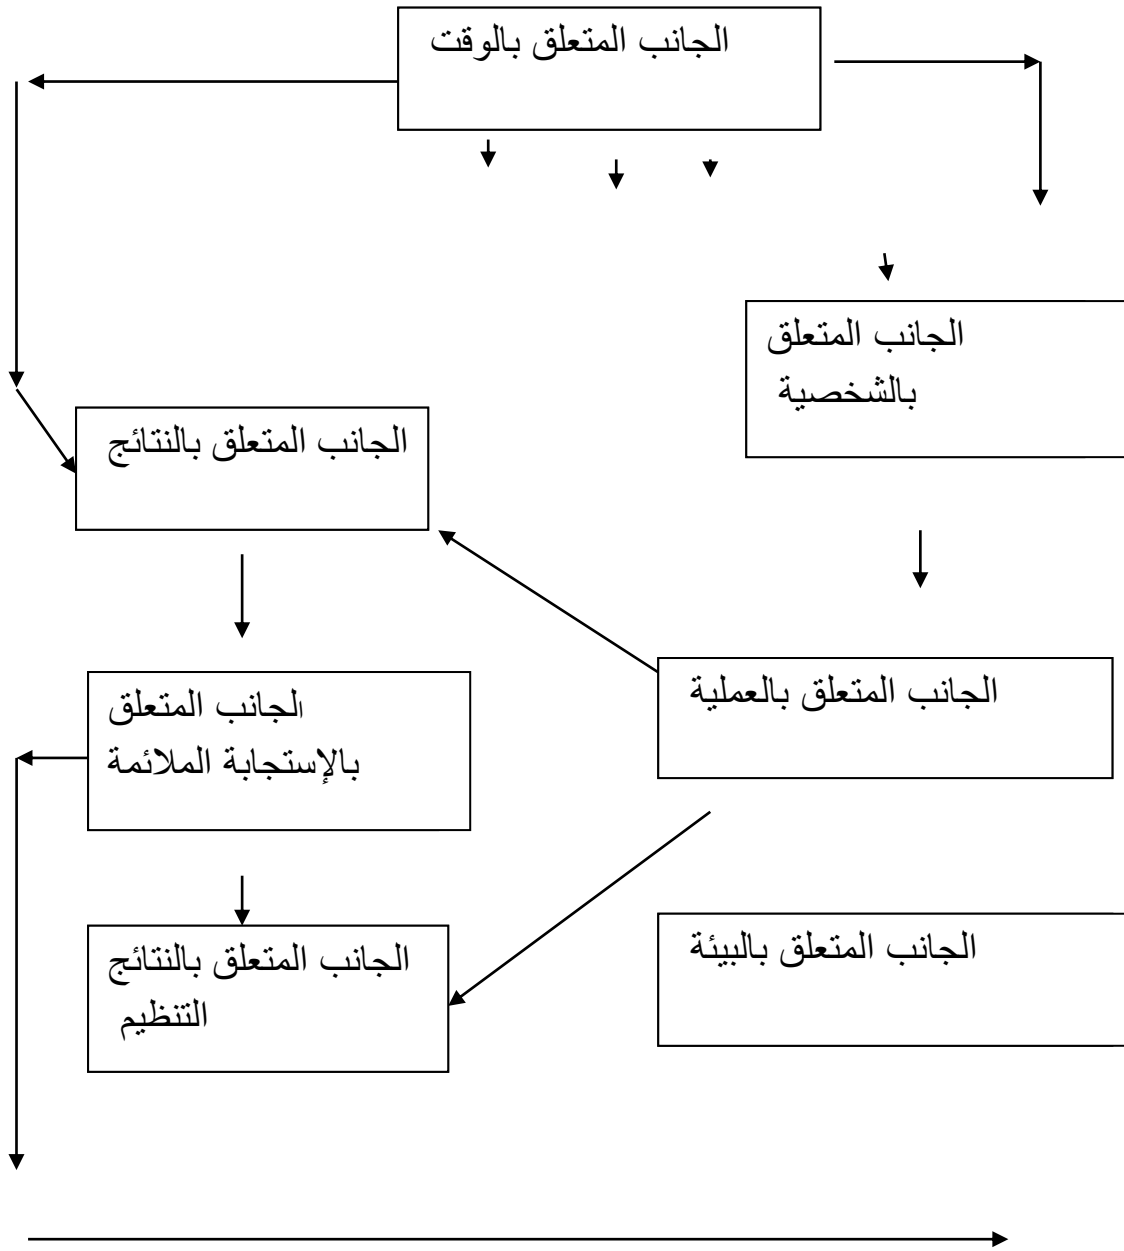 الجانب المتعلق بالوقت
الجانب المتعلق
بالشخصية
الجانب المتعلق بالنتائج
الجانب المتعلق بالعملية
الجانب المتعلق
بالإستجابة الملائمة
الجانب المتعلق بالبيئة
الجانب المتعلق بالنتائج
التنظيم